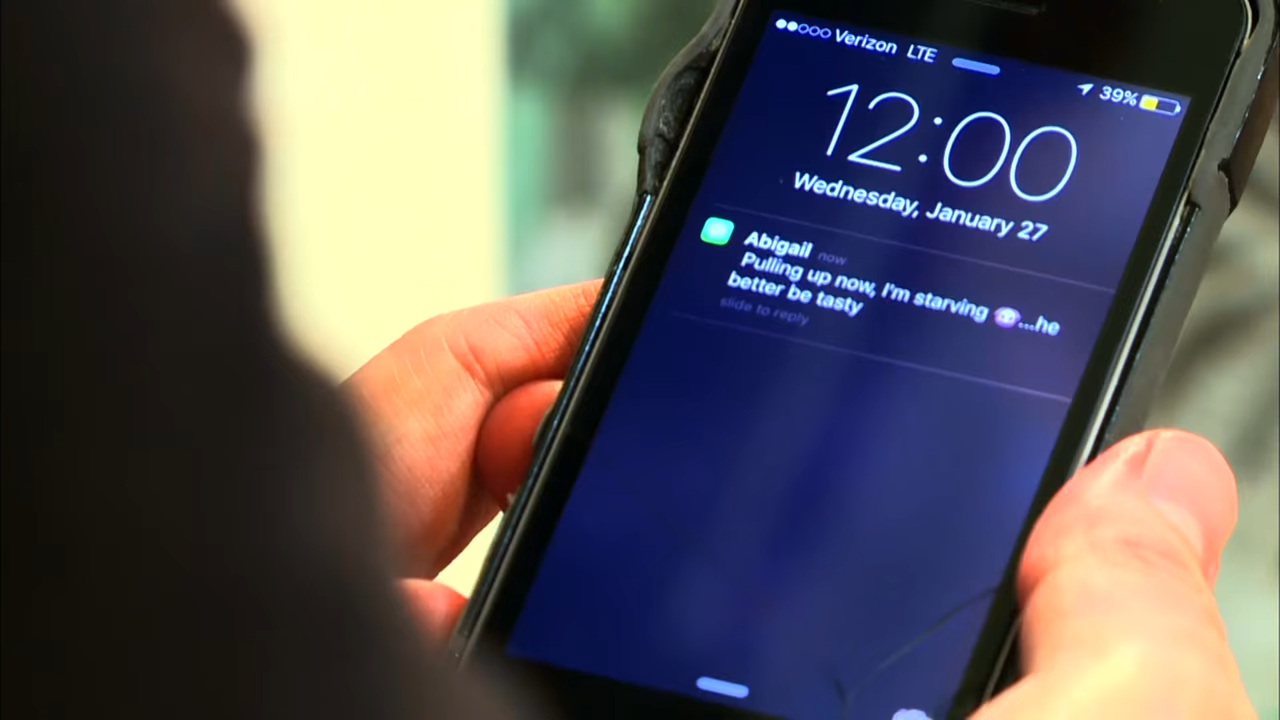 Verizon LTE 39%
12:00
Wednesday, January 27
Abigail now
Pulling up now, I'm starving 😈...he
better be tasty
slide to reply